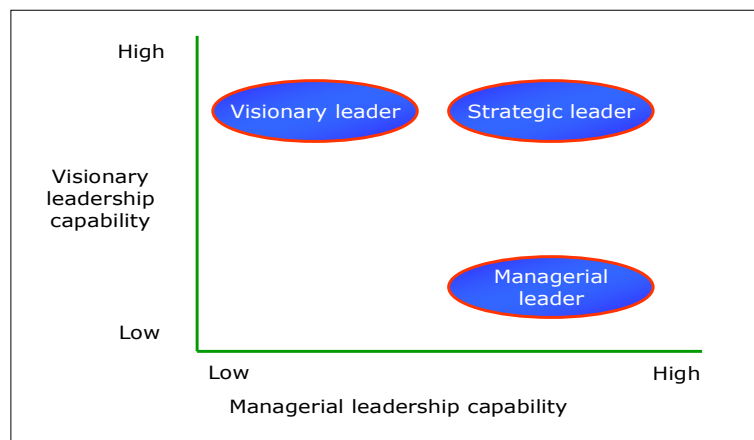 High
Visionary leader
Strategic leader
Visionary
leadership
capability
Managerial
leader
Low
Low
High
Managerial leadership capability